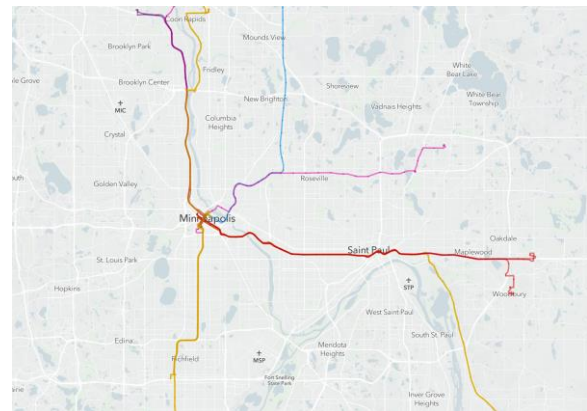 Coon Rapids
Brooklyn Park
Mounds View
White
Bear Lake
Fridley
Shoreview
Brooklyn Center
White Bear
Township
New Brighton
Vadnais Heights
MIC
Columbia
Heights
Crystal
Roseville
Golden Valley
Minneapolis
Oakdale
Saint Paul
Maplewood
St. Louis Park
STP
Hopkins
Woodbury
West Saint Paul
South St. Paul
Edina
Mendota
Heights
Richfield
MSP
Fort Snelling
State Park
Inver Grove
Heights